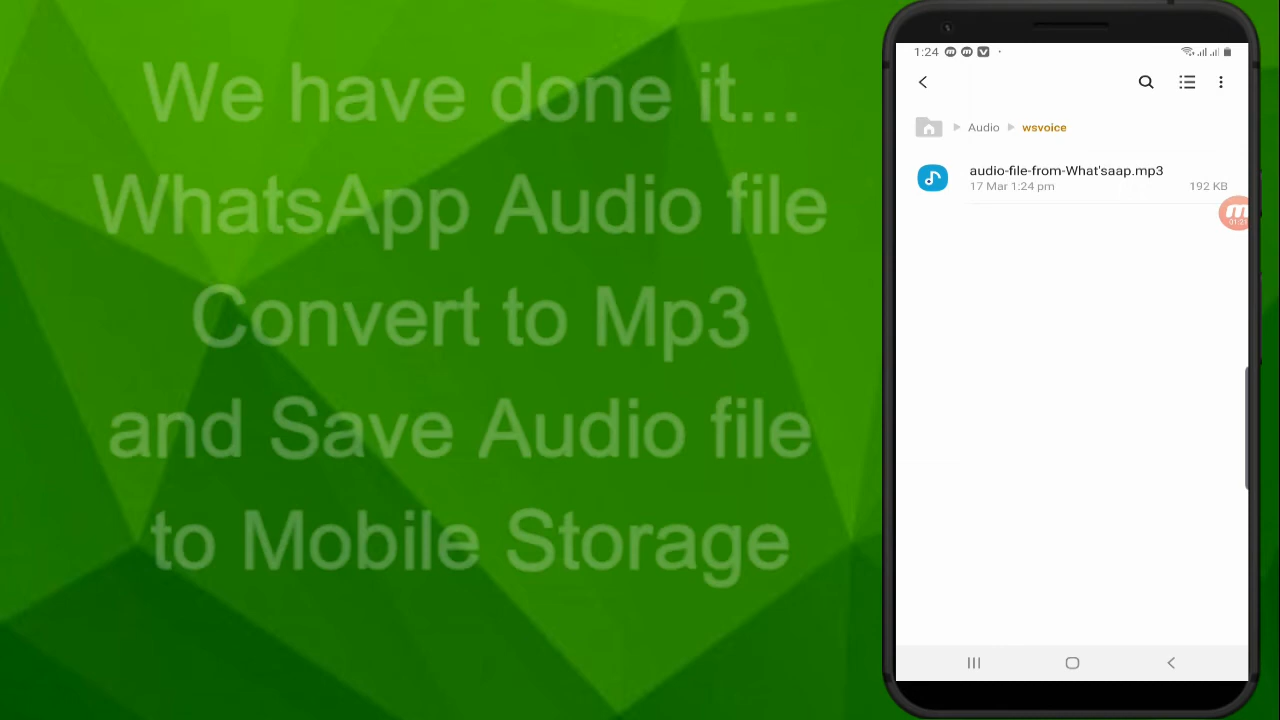 We have done it...
WhatsApp Audio file
Convert to Mp3
and Save Audio file
to Mobile Storage
1:24
Audio wsvoice
audio-file-from-What'saap.mp3
17 Mar 1:24 pm 192 KB